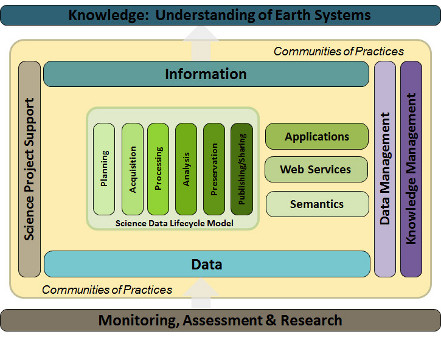 Knowledge: Understanding of Earth Systems
Communities of Practices
Information
Science Project Support
Planning
Acquisition
Processing
Analysis
Preservation
Publishing/Sharing
Science Data Lifecycle Model
Applications
Web Services
Semantics
Data Management
Knowledge Management
Data
Communities of Practices
Monitoring, Assessment & Research